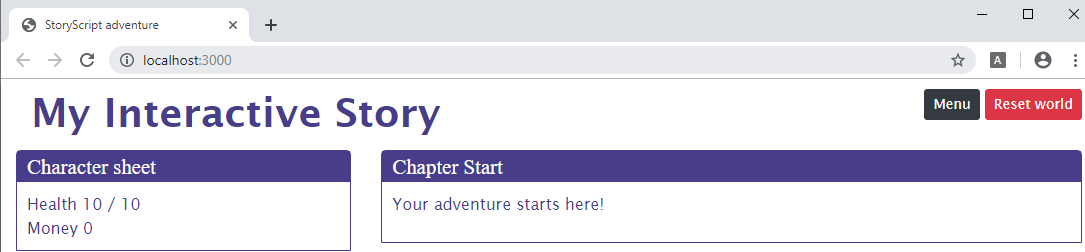 StoryScript adventure
localhost:3000
A
My Interactive Story
Menu
Reset world
Character sheet
Health 10 / 10
Money 0
Chapter Start
Your adventure starts here!